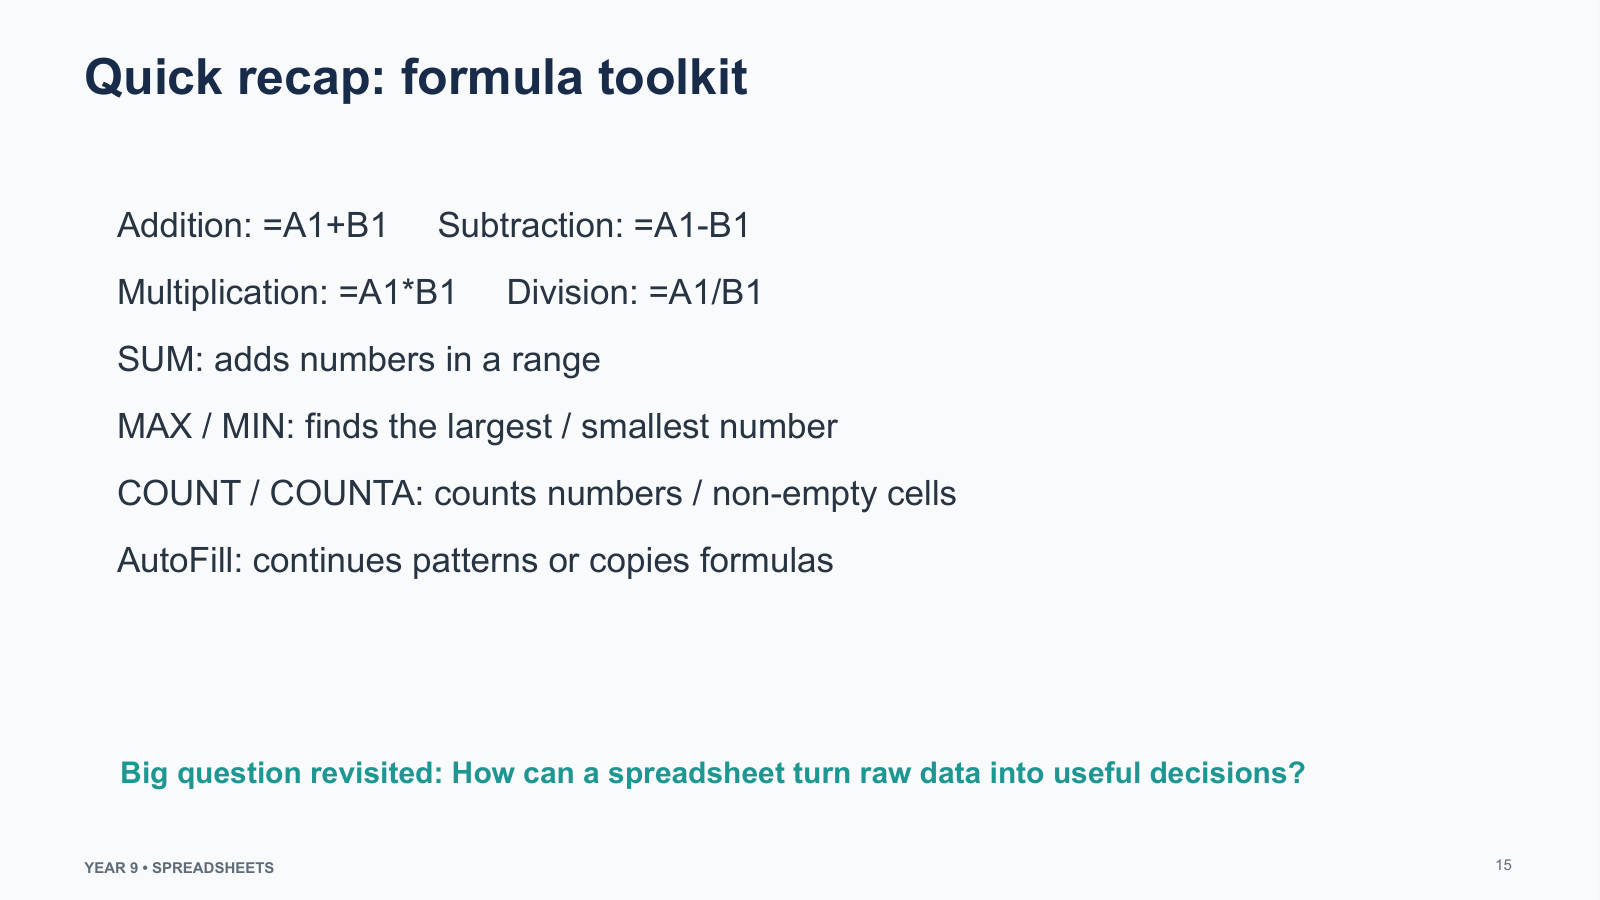 Quick recap: formula toolkit
Addition: =A1+B1     Subtraction: =A1-B1
Multiplication: =A1*B1     Division: =A1/B1
SUM: adds numbers in a range
MAX / MIN: finds the largest / smallest number
COUNT / COUNTA: counts numbers / non-empty cells
AutoFill: continues patterns or copies formulas
Big question revisited: How can a spreadsheet turn raw data into useful decisions?
YEAR 9 • SPREADSHEETS
15